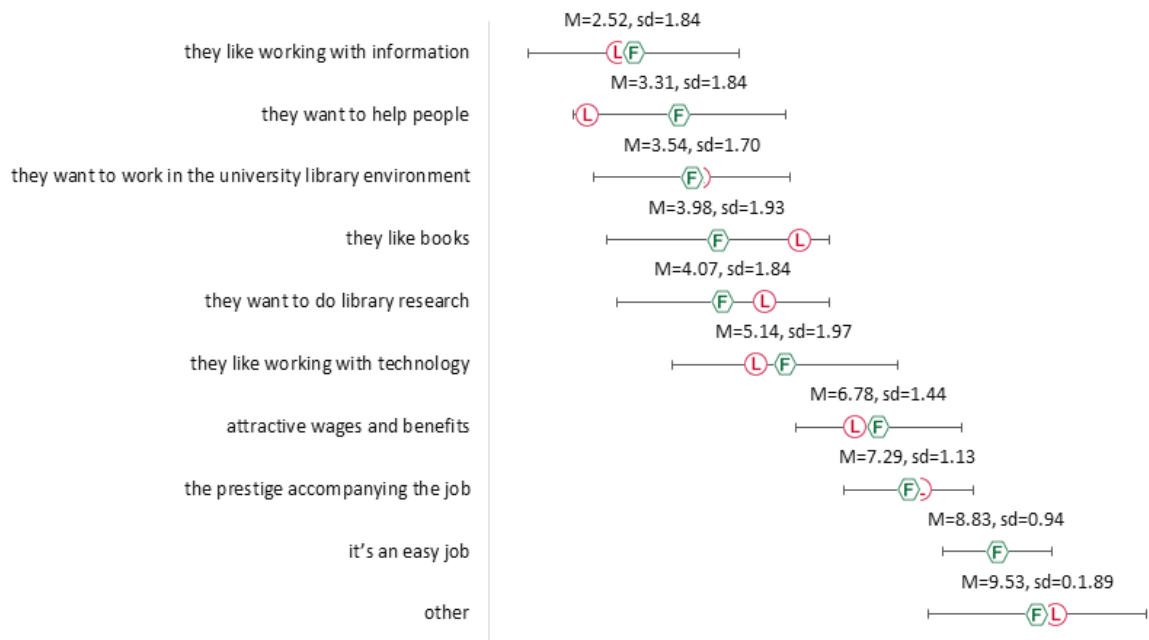 M=2.52, sd=1.84
they like working with information
L F
M=3.31, sd=1.84
they want to help people
L F
M=3.54, sd=1.70
they want to work in the university library environment
F
M=3.98, sd=1.93
they like books
F L
M=4.07, sd=1.84
they want to do library research
F L
M=5.14, sd=1.97
they like working with technology
L F
M=6.78, sd=1.44
attractive wages and benefits
L F
M=7.29, sd=1.13
the prestige accompanying the job
F
M=8.83, sd=0.94
it's an easy job
F
M=9.53, sd=0.1.89
other
F L